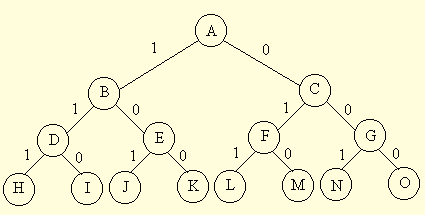 A
1 0
B C
1 0 1 0
D E F G
1 0 1 0 1 0 1 0
H I J K L M N O